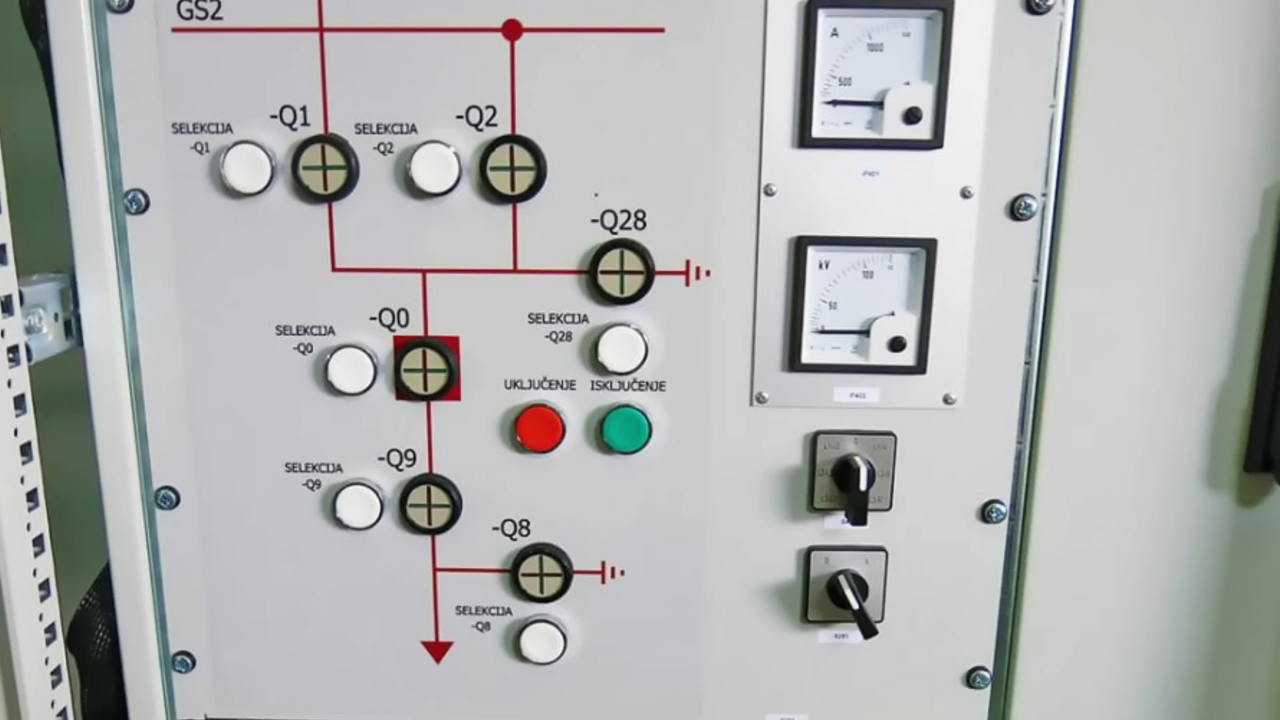 GS2
-Q1
SELEKCIJA
-Q1
-Q2
SELEKCIJA
-Q2
-Q28
SELEKCIJA
-Q28
-Q0
SELEKCIJA
-Q0
UKLJUČENJE
ISKLJUČENJE
-Q9
SELEKCIJA
-Q9
-Q8
SELEKCIJA
-Q8
A
1000
500
kV
100
50